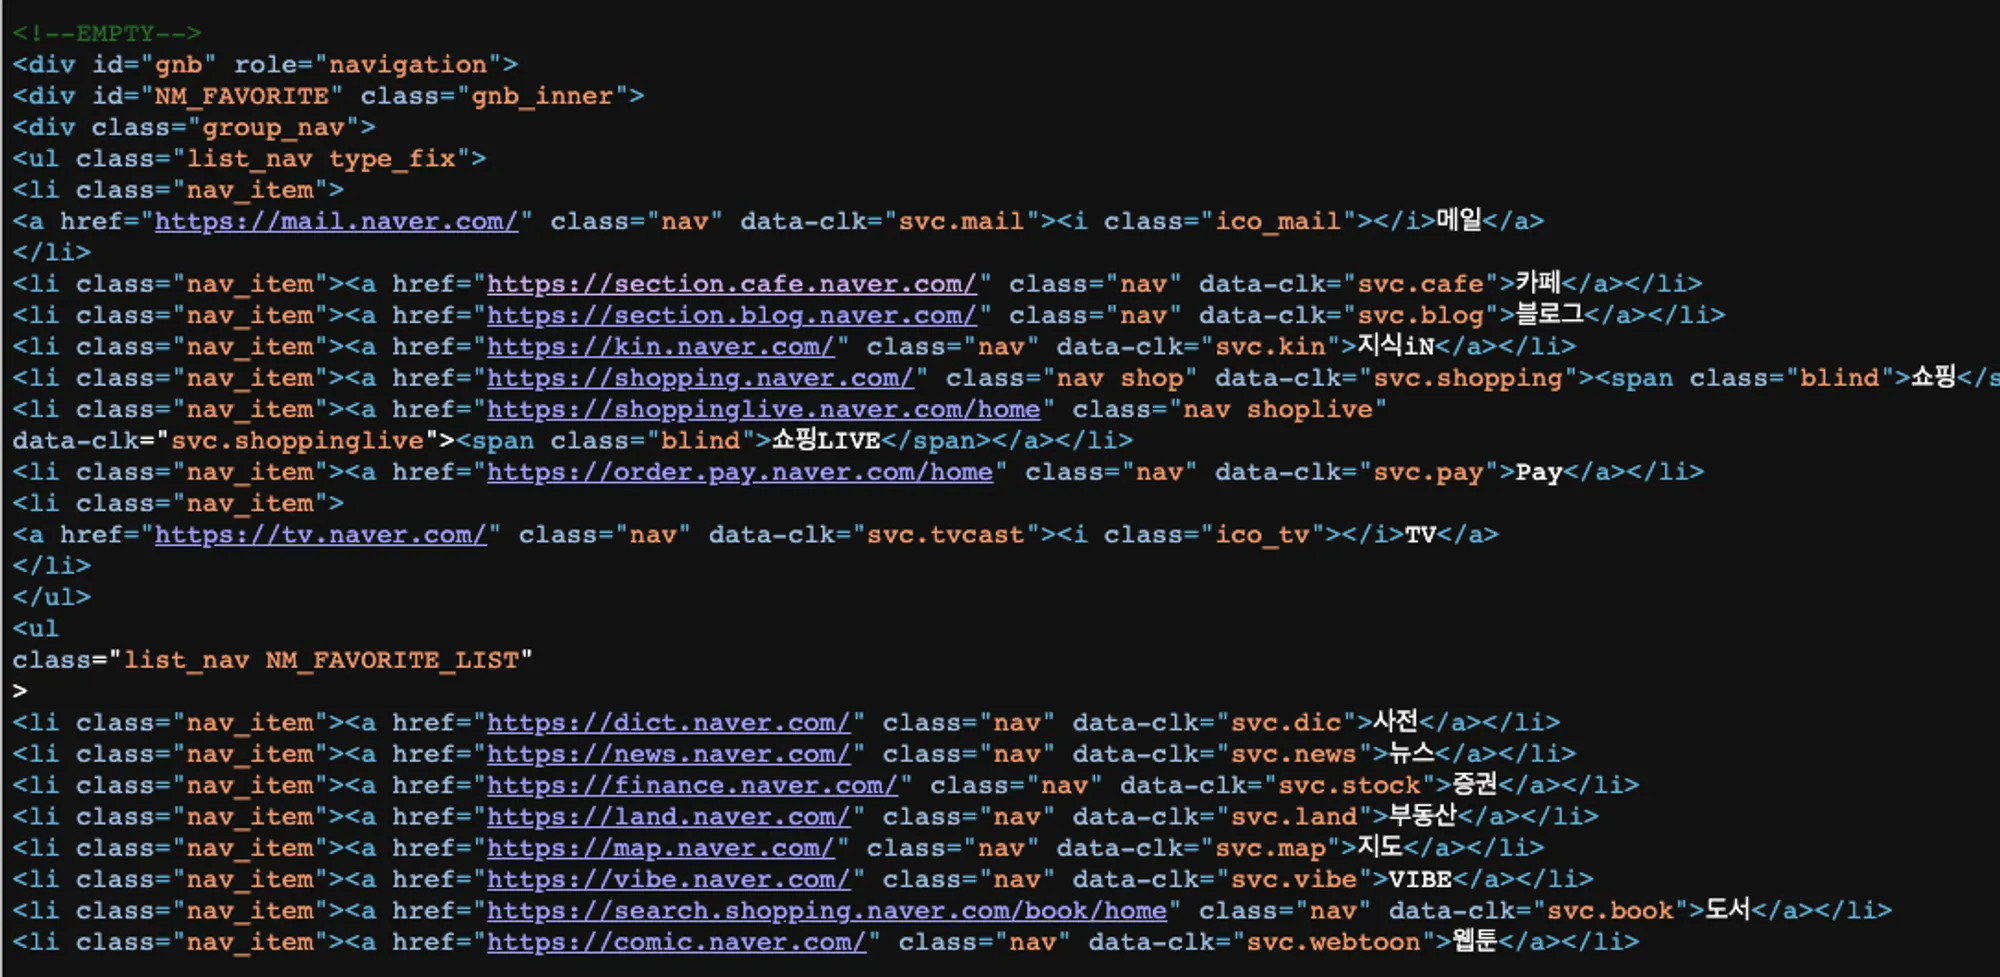 <!--EMPTY-->
<div id="gnb" role="navigation">
<div id="NM_FAVORITE" class="gnb_inner">
<div class="group_nav">
<ul class="list_nav type_fix">
<li class="nav_item">
<a href="https://mail.naver.com/" class="nav" data-clk="svc.mail"><i class="ico_mail"></i>메일</a>
</li>
<li class="nav_item"><a href="https://section.cafe.naver.com/" class="nav" data-clk="svc.cafe">카페</a></li>
<li class="nav_item"><a href="https://section.blog.naver.com/" class="nav" data-clk="svc.blog">블로그</a></li>
<li class="nav_item"><a href="https://kin.naver.com/" class="nav" data-clk="svc.kin">지식iN</a></li>
<li class="nav_item"><a href="https://shopping.naver.com/" class="nav shop" data-clk="svc.shopping"><span class="blind">쇼핑</s
<li class="nav_item"><a href="https://shoppinglive.naver.com/home" class="nav shoplive"
data-clk="svc.shoppinglive"><span class="blind">쇼핑LIVE</span></a></li>
<li class="nav_item"><a href="https://order.pay.naver.com/home" class="nav" data-clk="svc.pay">Pay</a></li>
<li class="nav_item">
<a href="https://tv.naver.com/" class="nav" data-clk="svc.tvcast"><i class="ico_tv"></i>TV</a>
</li>
</ul>
<ul
class="list_nav NM_FAVORITE_LIST"
>
<li class="nav_item"><a href="https://dict.naver.com/" class="nav" data-clk="svc.dic">사전</a></li>
<li class="nav_item"><a href="https://news.naver.com/" class="nav" data-clk="svc.news">뉴스</a></li>
<li class="nav_item"><a href="https://finance.naver.com/" class="nav" data-clk="svc.stock">증권</a></li>
<li class="nav_item"><a href="https://land.naver.com/" class="nav" data-clk="svc.land">부동산</a></li>
<li class="nav_item"><a href="https://map.naver.com/" class="nav" data-clk="svc.map">지도</a></li>
<li class="nav_item"><a href="https://vibe.naver.com/" class="nav" data-clk="svc.vibe">VIBE</a></li>
<li class="nav_item"><a href="https://search.shopping.naver.com/book/home" class="nav" data-clk="svc.book">도서</a></li>
<li class="nav_item"><a href="https://comic.naver.com/" class="nav" data-clk="svc.webtoon">웹툰</a></li>